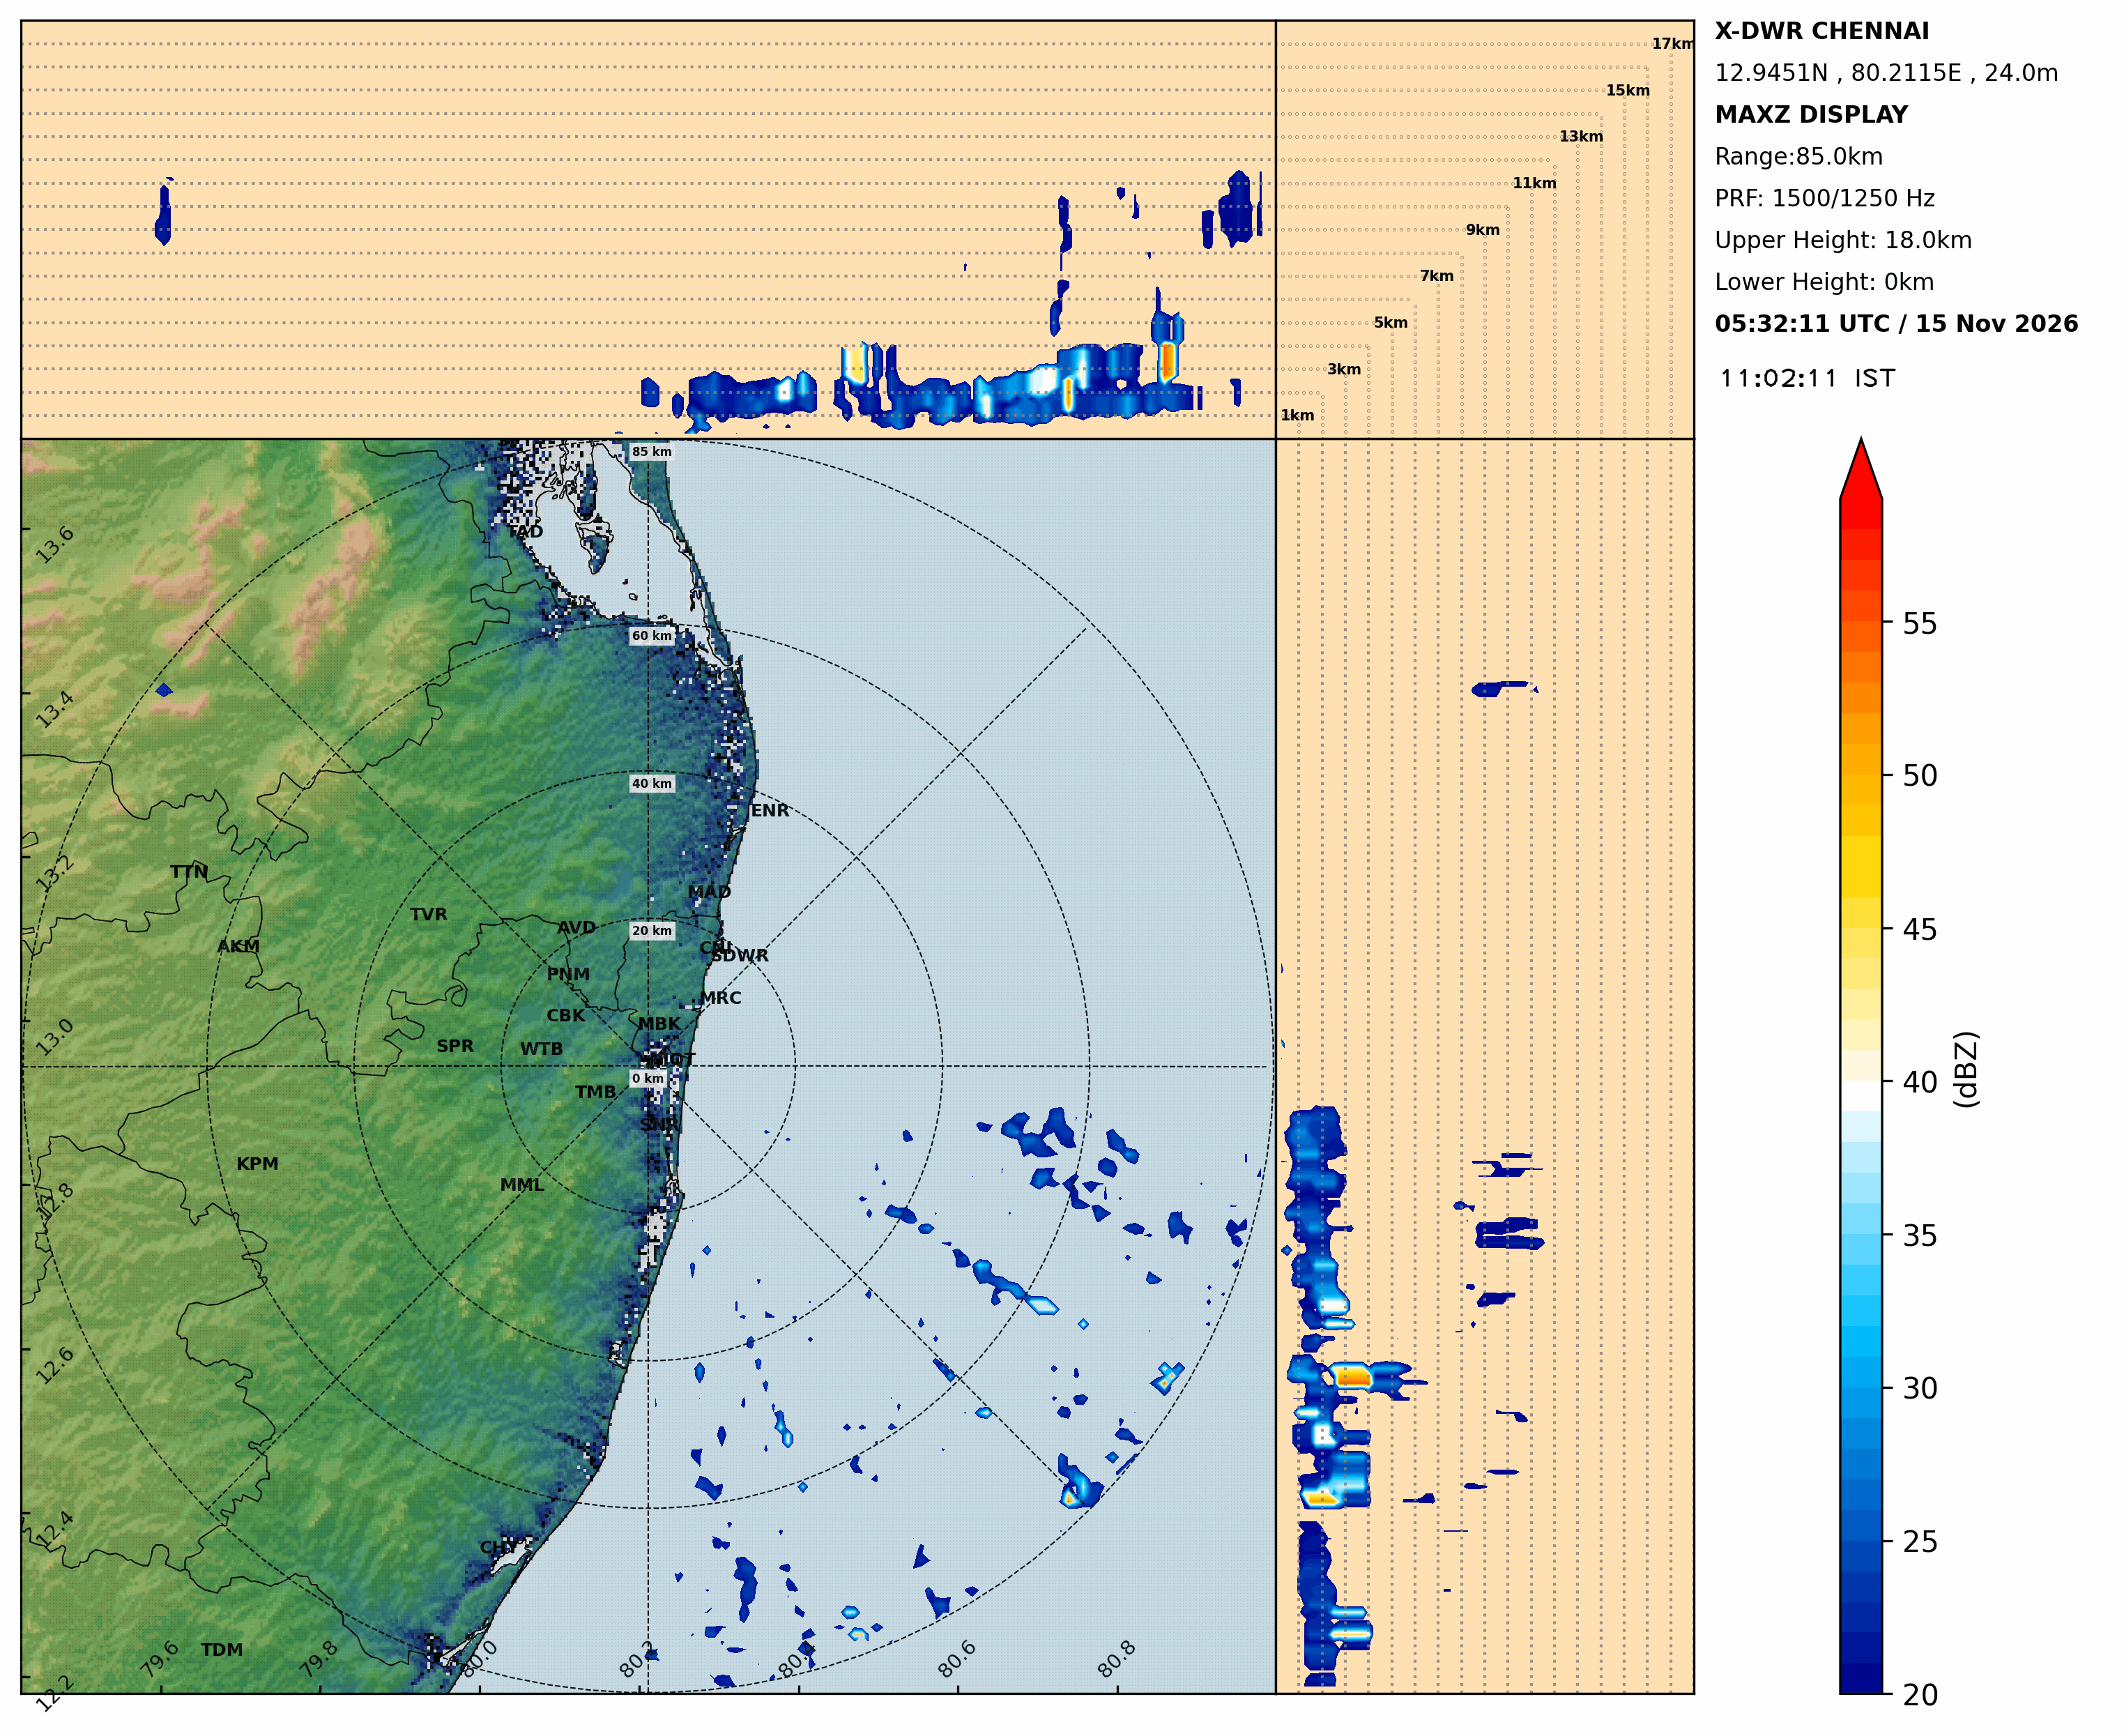 X-DWR CHENNAI
12.9451N , 80.2115E , 24.0m
MAXZ DISPLAY
Range:85.0km
PRF: 1500/1250 Hz
Upper Height: 18.0km
Lower Height: 0km
05:32:11 UTC / 15 Nov 2026
11:02:11 IST
17km
15km
13km
11km
9km
7km
5km
3km
1km
85 km
60 km
40 km
20 km
0 km
TAD
ENR
MAD
TTN
TVR
AVD
AKM
SDWR
PNM
MRC
CBK
MBK
SPR
WTB
TMB
SNR
KPM
MML
TDM
13.6
13.4
13.2
13.0
12.8
12.6
12.4
12.2
79.6
79.8
80.0
80.2
80.4
80.6
80.8
55
50
45
40
35
30
25
20
(dBZ)